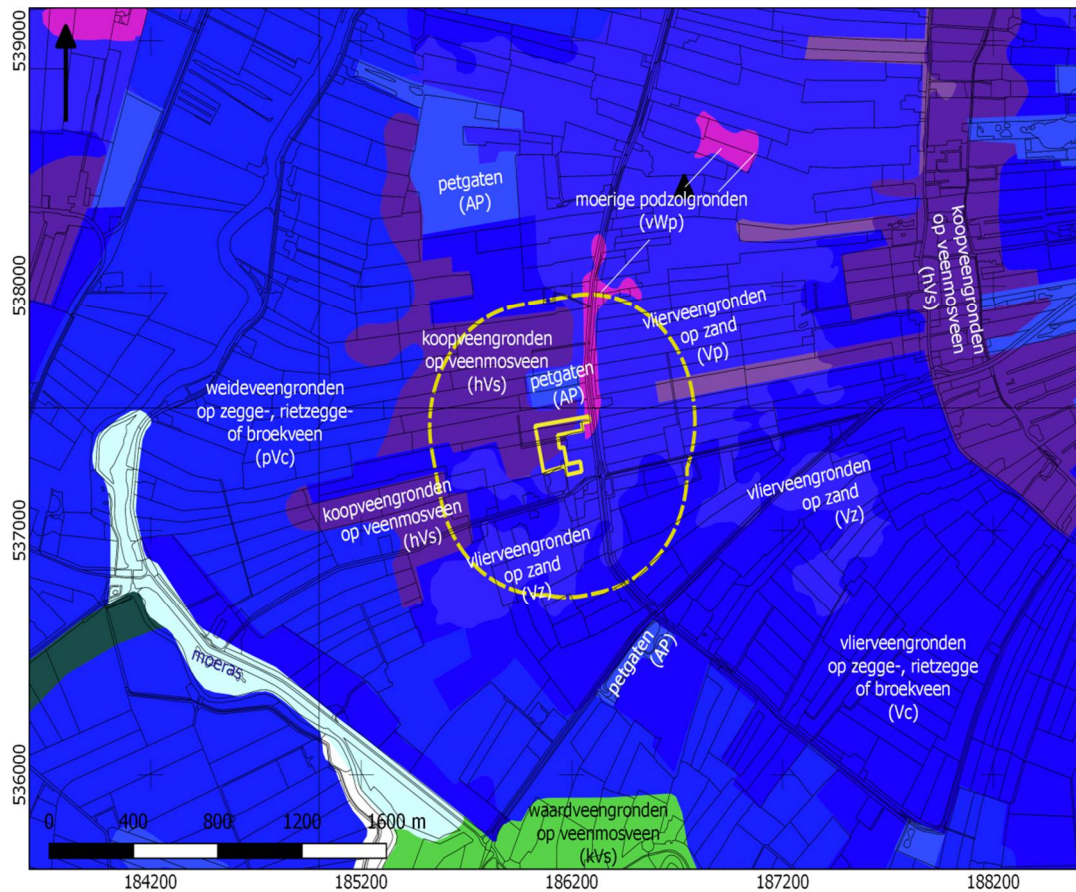 539000
538000
537000
536000
petgaten
(AP)
moerige podzolgronden
(vWp)
koopveengronden
op veenmosveen
(hVs)
vlierveengronden
op zand
(Vp)
koopveengronden
op veenmosveen
(hVs)
petgaten
(AP)
weideveengronden
op zegge-, rietzegge-
of broekveen
(pVc)
koopveengronden
op veenmosveen
(hVs)
vlierveengronden
op zand
(Vz)
vlierveengronden
op zand
(Vz)
petgaten
(AP)
vlierveengronden
op zegge-, rietzegge
of broekveen
(Vc)
moeras
waardveengronden
op veenmosveen
(kVs)
0 400 800 1200 1600 m
184200 185200 186200 187200 188200